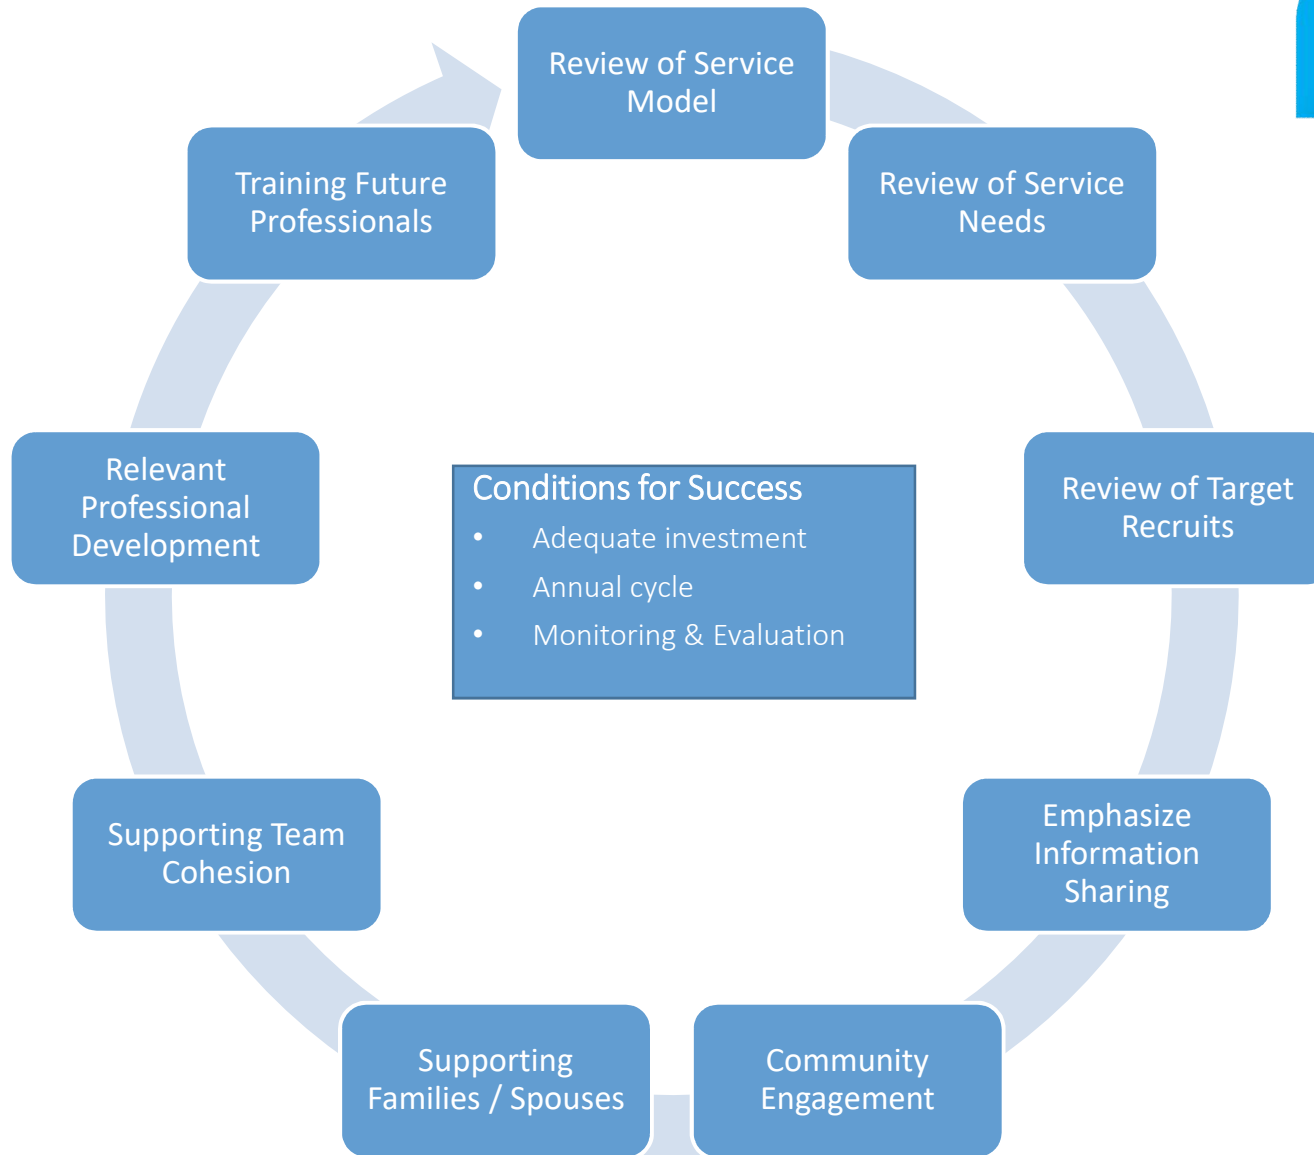 Review of Service
Model
Review of Service
Needs
Review of Target
Recruits
Emphasize
Information
Sharing
Community
Engagement
Supporting
Families / Spouses
Supporting Team
Cohesion
Relevant
Professional
Development
Training Future
Professionals
Conditions for Success
• Adequate investment
• Annual cycle
• Monitoring & Evaluation